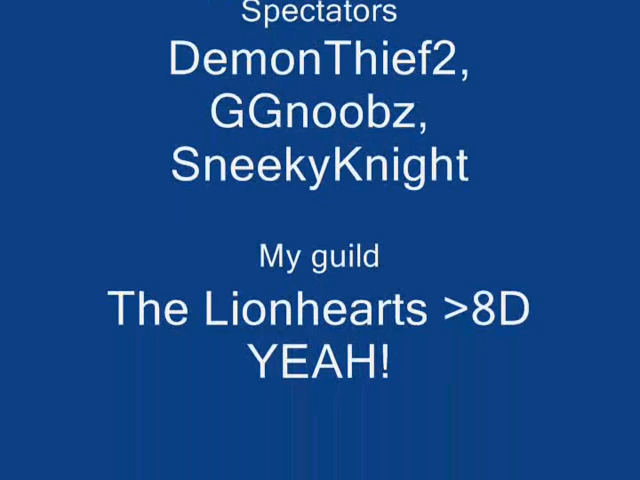 Spectators
DemonThief2,
GGnoobz,
SneekyKnight
My guild
The Lionhearts >8D
YEAH!